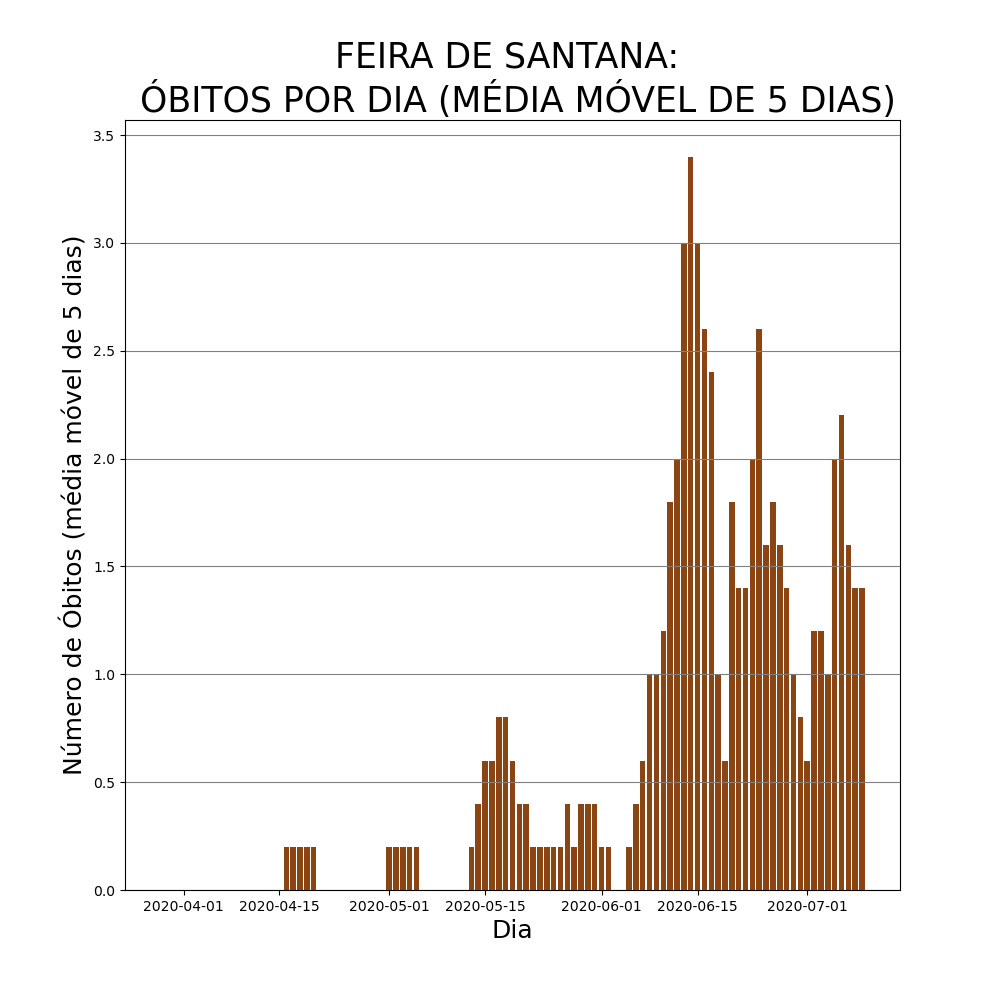 FEIRA DE SANTANA:
ÓBITOS POR DIA (MÉDIA MÓVEL DE 5 DIAS)
Número de Óbitos (média móvel de 5 dias)
3.5
3.0
2.5
2.0
1.5
1.0
0.5
0.0
2020-04-01 2020-04-15 2020-05-01 2020-05-15 2020-06-01 2020-06-15 2020-07-01
Dia